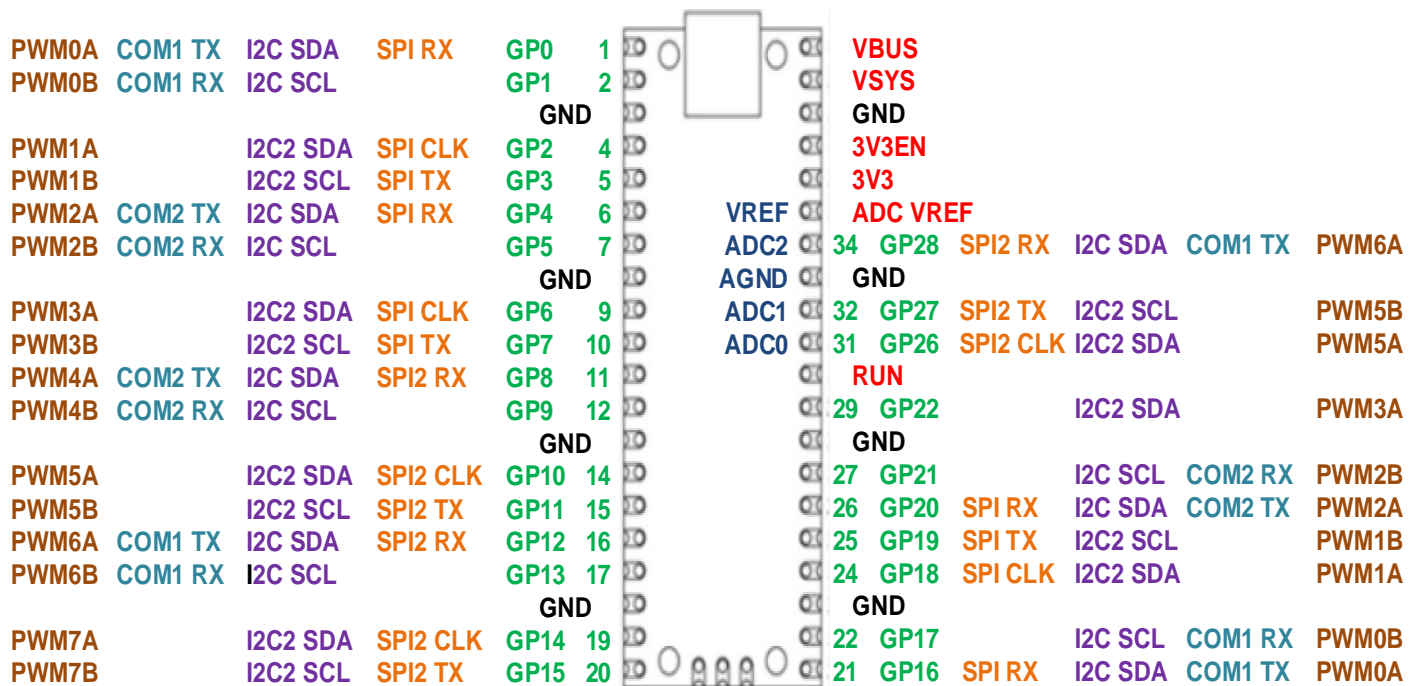 PWM0A COM1 TX I2C SDA SPI RX GP0 1 VBUS
PWM0B COM1 RX I2C SCL GP1 2 VSYS
GND GND
PWM1A I2C2 SDA SPI CLK GP2 4 3V3EN
PWM1B I2C2 SCL SPI TX GP3 5 3V3
PWM2A COM2 TX I2C SDA SPI RX GP4 6 VREF ADC VREF
PWM2B COM2 RX I2C SCL GP5 7 ADC2 34 GP28 SPI2 RX I2C SDA COM1 TX PWM6A
GND AGND GND
PWM3A I2C2 SDA SPI CLK GP6 9 ADC1 32 GP27 SPI2 TX I2C2 SCL PWM5B
PWM3B I2C2 SCL SPI TX GP7 10 ADC0 31 GP26 SPI2 CLK I2C2 SDA PWM5A
PWM4A COM2 TX I2C SDA SPI2 RX GP8 11 RUN
PWM4B COM2 RX I2C SCL GP9 12 29 GP22 I2C2 SDA PWM3A
GND GND
PWM5A I2C2 SDA SPI2 CLK GP10 14 27 GP21 I2C SCL COM2 RX PWM2B
PWM5B I2C2 SCL SPI2 TX GP11 15 26 GP20 SPI RX I2C SDA COM2 TX PWM2A
PWM6A COM1 TX I2C SDA SPI2 RX GP12 16 25 GP19 SPI TX I2C2 SCL PWM1B
PWM6B COM1 RX I2C SCL GP13 17 24 GP18 SPI CLK I2C2 SDA PWM1A
GND GND
PWM7A I2C2 SDA SPI2 CLK GP14 19 22 GP17 I2C SCL COM1 RX PWM0B
PWM7B I2C2 SCL SPI2 TX GP15 20 21 GP16 SPI RX I2C SDA COM1 TX PWM0A